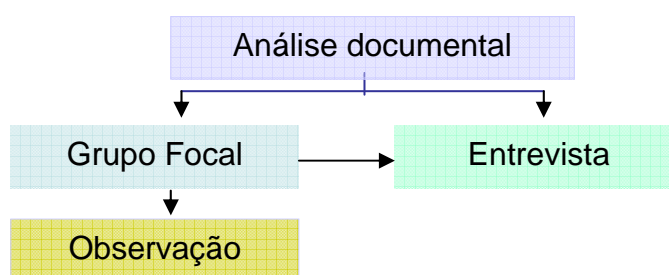 Análise documental
Grupo Focal
Entrevista
Observação